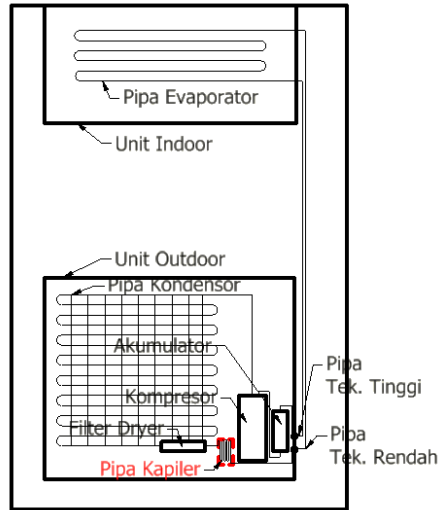 Pipa Evaporator
Unit Indoor
Unit Outdoor
Pipa Kondensor
Akumulator
Pipa
Tek. Tinggi
Kompresor
Filter Dryer
Pipa
Tek. Rendah
Pipa Kapiler